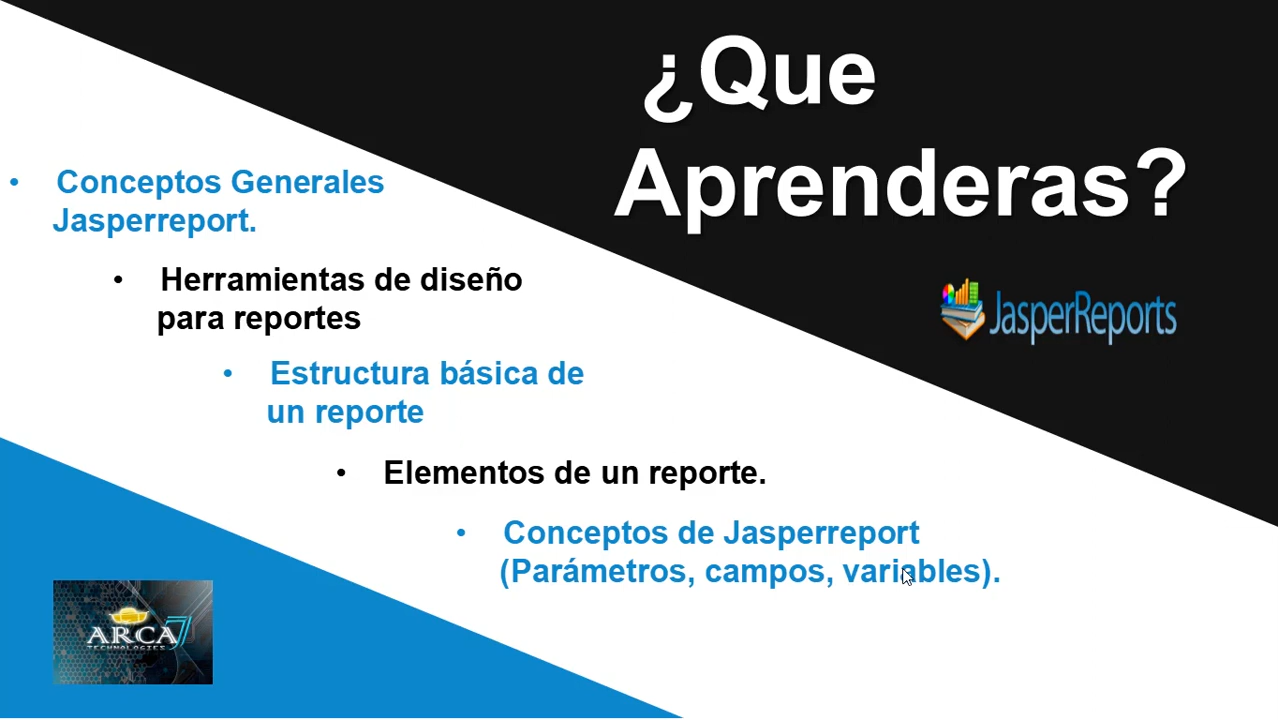 ¿Que
Aprenderas?
• Conceptos Generales
Jasperreport.
• Herramientas de diseño
para reportes
JasperReports
• Estructura básica de
un reporte
• Elementos de un reporte.
• Conceptos de Jasperreport
(Parámetros, campos, variables).
ARCA 7
TECHNOLOGIES